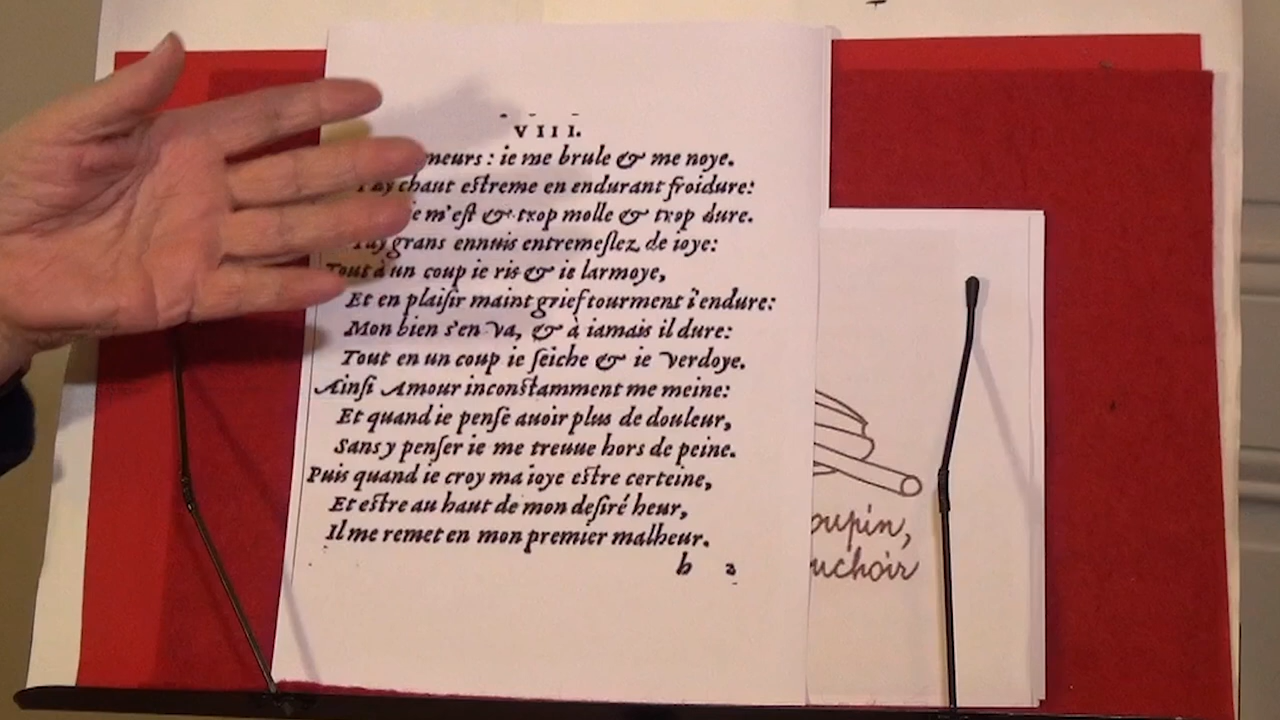 VIII.
meurs: ie me brule & me noye.
chaut eſtreme en endurant froidure:
m'eſt & trop molle & trop dure.
I'ay grans ennuis entremeſlez de ioye:
Tout à un coup ie ris & ie larmoye,
Et en plaiſir maint grief tourment i'endure:
Mon bien s'en va, & à iamais il dure:
Tout en un coup ie ſeiche & ie verdoye.
Ainſi Amour inconſtamment me meine:
Et quand ie penſe auoir plus de douleur,
Sans y penſer ie me treuue hors de peine.
Puis quand ie croy ma ioye eſtre certeine,
Et eſtre au haut de mon deſiré heur,
Il me remet en mon premier malheur.
b 2
oupin,
uchoir